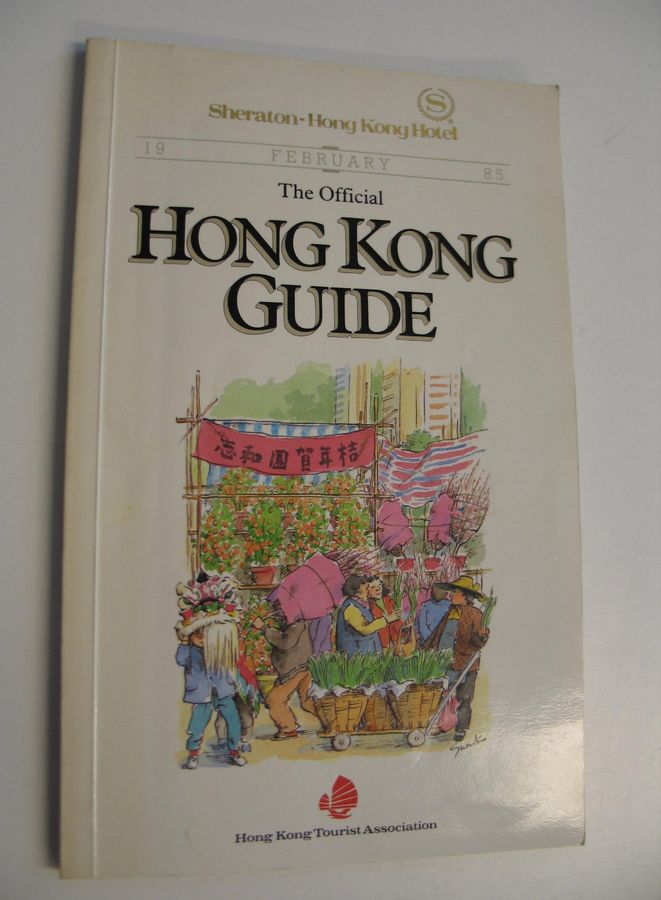 S
Sheraton-Hong Kong Hotel
19 FEBRUARY 85
The Official
HONG KONG
GUIDE
志和園賀年桔
Hong Kong Tourist Association